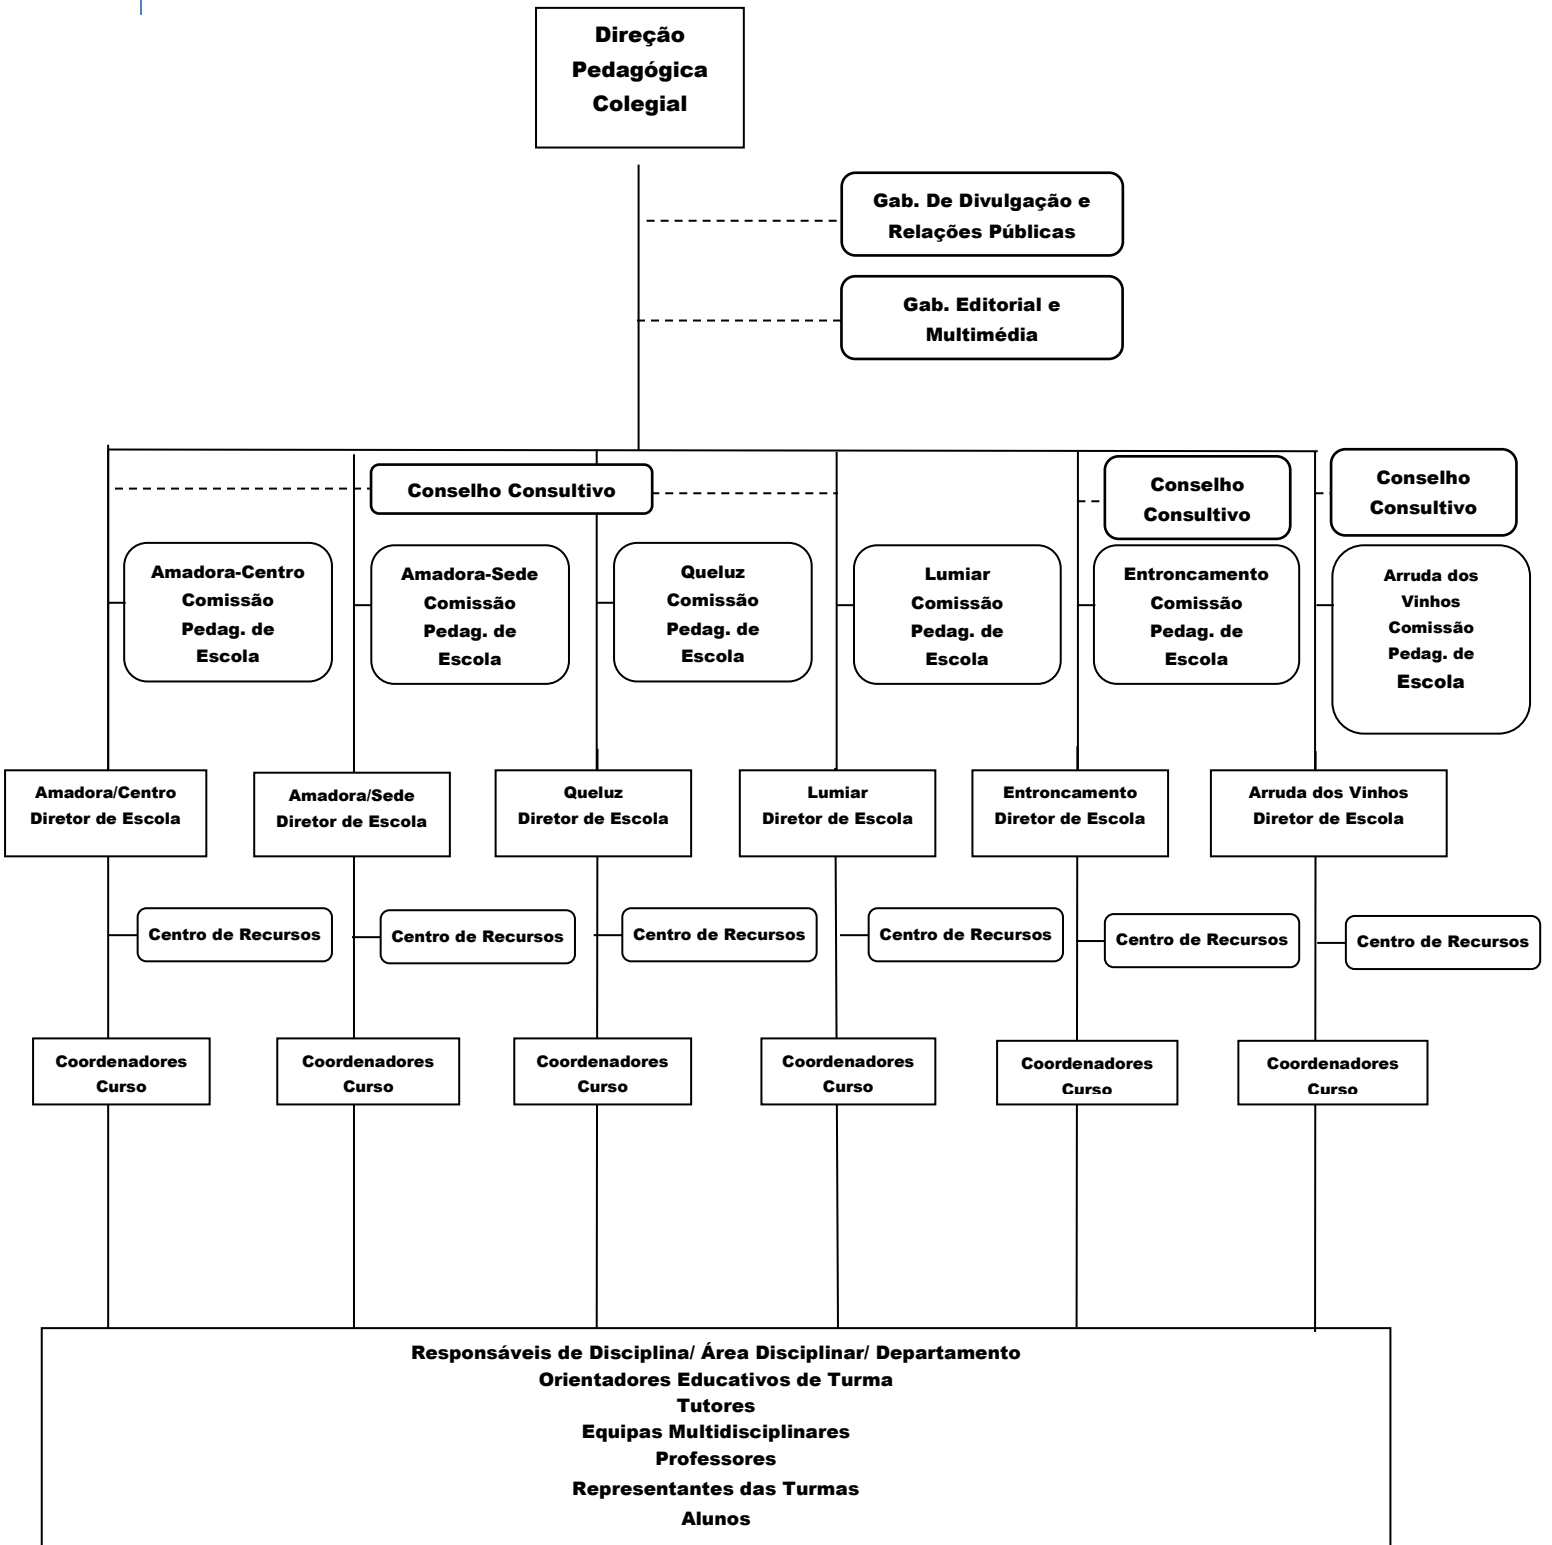 Direção
Pedagógica
Colegial
Gab. De Divulgação e
Relações Públicas
Gab. Editorial e
Multimédia
Conselho Consultivo
Conselho
Consultivo
Conselho
Consultivo
Amadora-Centro
Comissão
Pedag. de
Escola
Amadora-Sede
Comissão
Pedag. de
Escola
Queluz
Comissão
Pedag. de
Escola
Lumiar
Comissão
Pedag. de
Escola
Entroncamento
Comissão
Pedag. de
Escola
Arruda dos
Vinhos
Comissão
Pedag. de
Escola
Amadora/Centro
Diretor de Escola
Amadora/Sede
Diretor de Escola
Queluz
Diretor de Escola
Lumiar
Diretor de Escola
Entroncamento
Diretor de Escola
Arruda dos Vinhos
Diretor de Escola
Centro de Recursos
Centro de Recursos
Centro de Recursos
Centro de Recursos
Centro de Recursos
Centro de Recursos
Coordenadores
Curso
Coordenadores
Curso
Coordenadores
Curso
Coordenadores
Curso
Coordenadores
Curso
Coordenadores
Curso
Responsáveis de Disciplina/ Área Disciplinar/ Departamento
Orientadores Educativos de Turma
Tutores
Equipas Multidisciplinares
Professores
Representantes das Turmas
Alunos